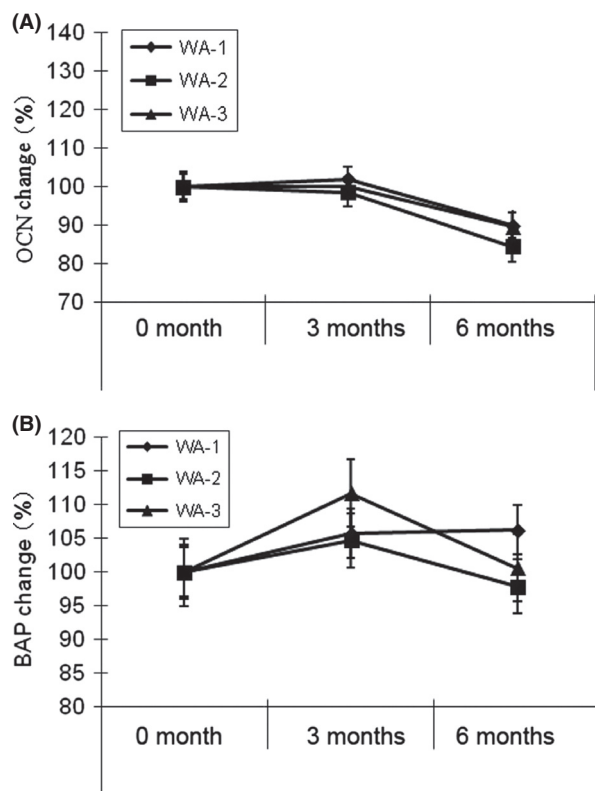 (A)
140
130
120
110
100
90
80
70
OCN change (%)
WA-1
WA-2
WA-3
0 month
3 months
6 months
(B)
120
115
110
105
100
95
90
85
80
BAP change (%)
WA-1
WA-2
WA-3
0 month
3 months
6 months